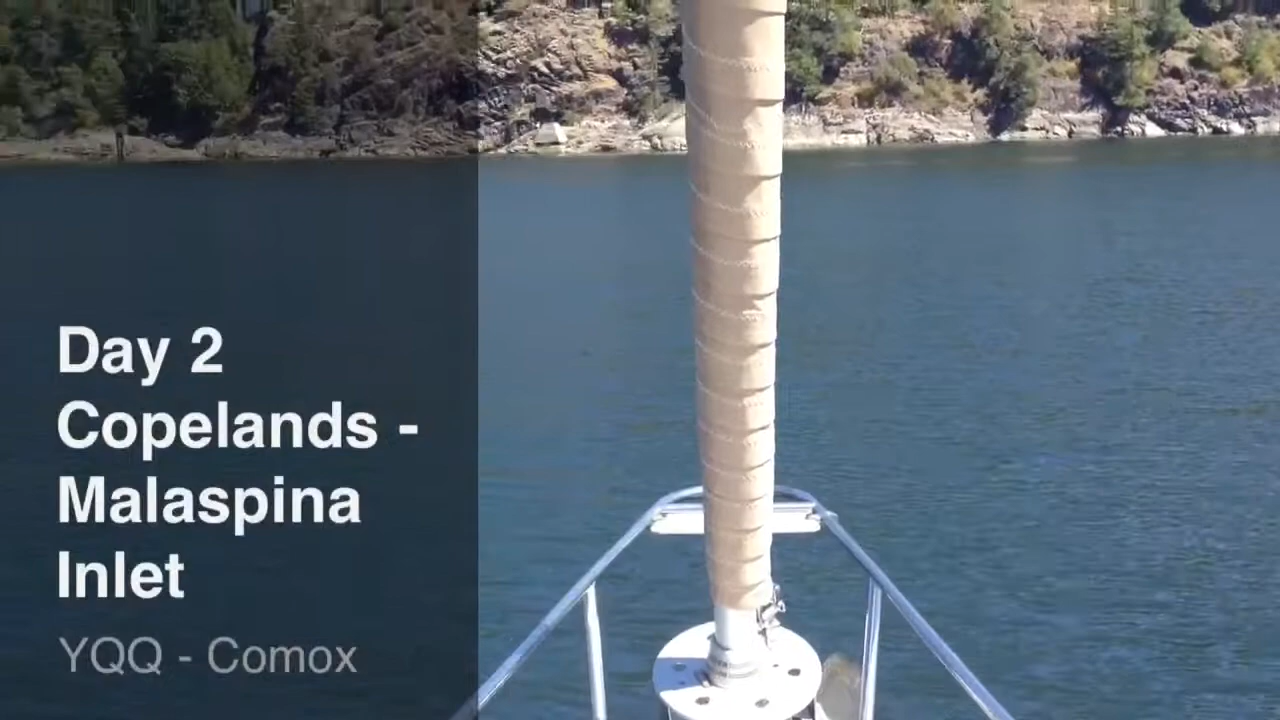 Day 2
Copelands -
Malaspina
Inlet
YQQ - Comox